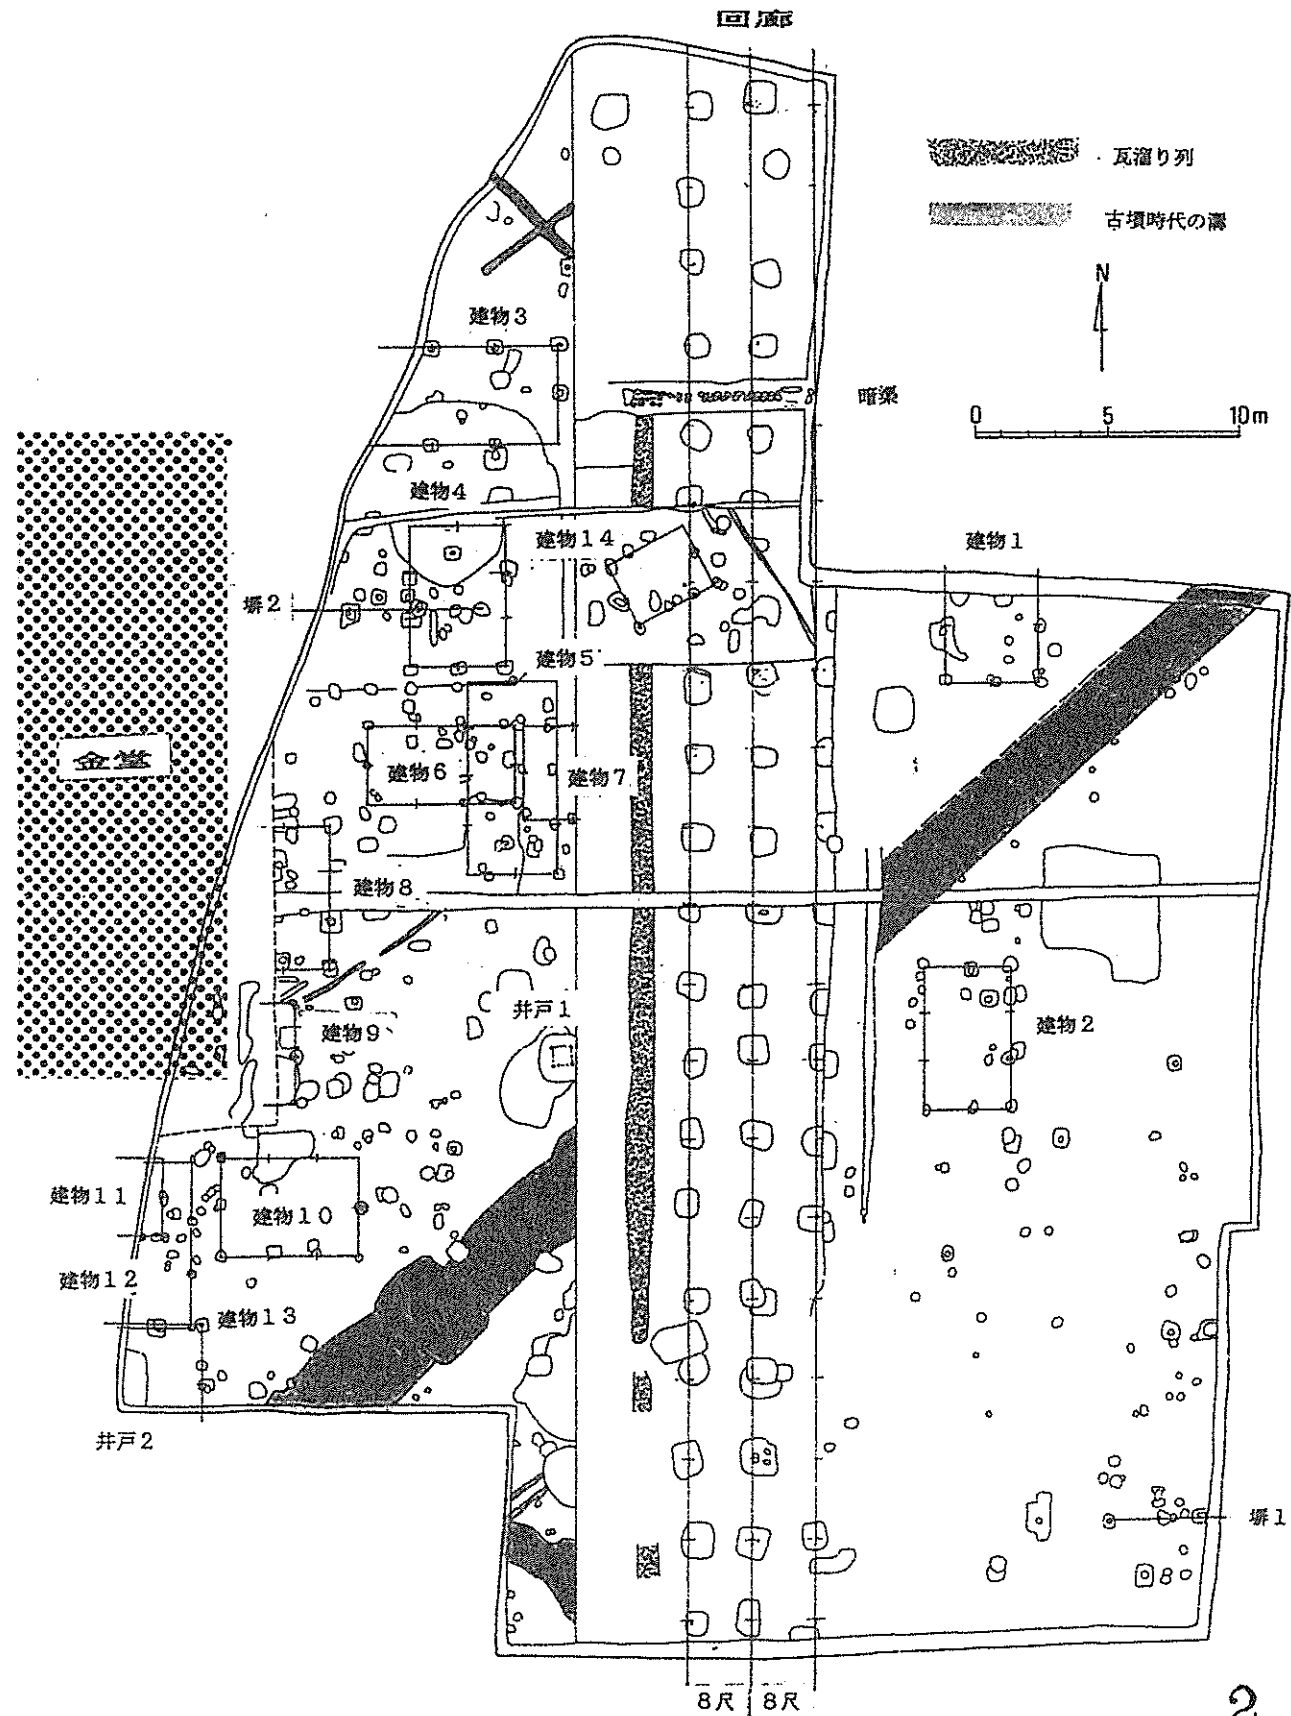 回廊
瓦溜り列
古墳時代の溝
N
建物3
暗渠
0 5 10m
建物4
建物14
建物1
塀2
建物5
金堂
建物6
建物7
建物8
井戸1
建物9
建物2
建物11
建物10
建物12
建物13
井戸2
塀1
8尺 8尺
2